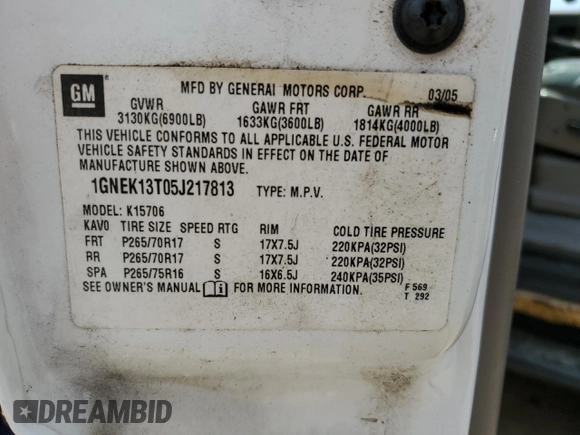 GM
MFD BY GENERAL MOTORS CORP. 03/05
GVWR GAWR FRT GAWR RR
3130KG(6900LB) 1633KG(3600LB) 1814KG(4000LB)
THIS VEHICLE CONFORMS TO ALL APPLICABLE U.S. FEDERAL MOTOR
VEHICLE SAFETY STANDARDS IN EFFECT ON THE DATE OF
MANUFACTURE SHOWN ABOVE.
1GNEK13T05J217813 TYPE: M.P.V.
MODEL: K15706
KAVO TIRE SIZE SPEED RTG RIM COLD TIRE PRESSURE
FRT P265/70R17 S 17X7.5J 220KPA(32PSI)
RR P265/70R17 S 17X7.5J 220KPA(32PSI)
SPA P265/75R16 S 16X6.5J 240KPA(35PSI)
SEE OWNER'S MANUAL FOR MORE INFORMATION. F 569
T 292
DREAMBID